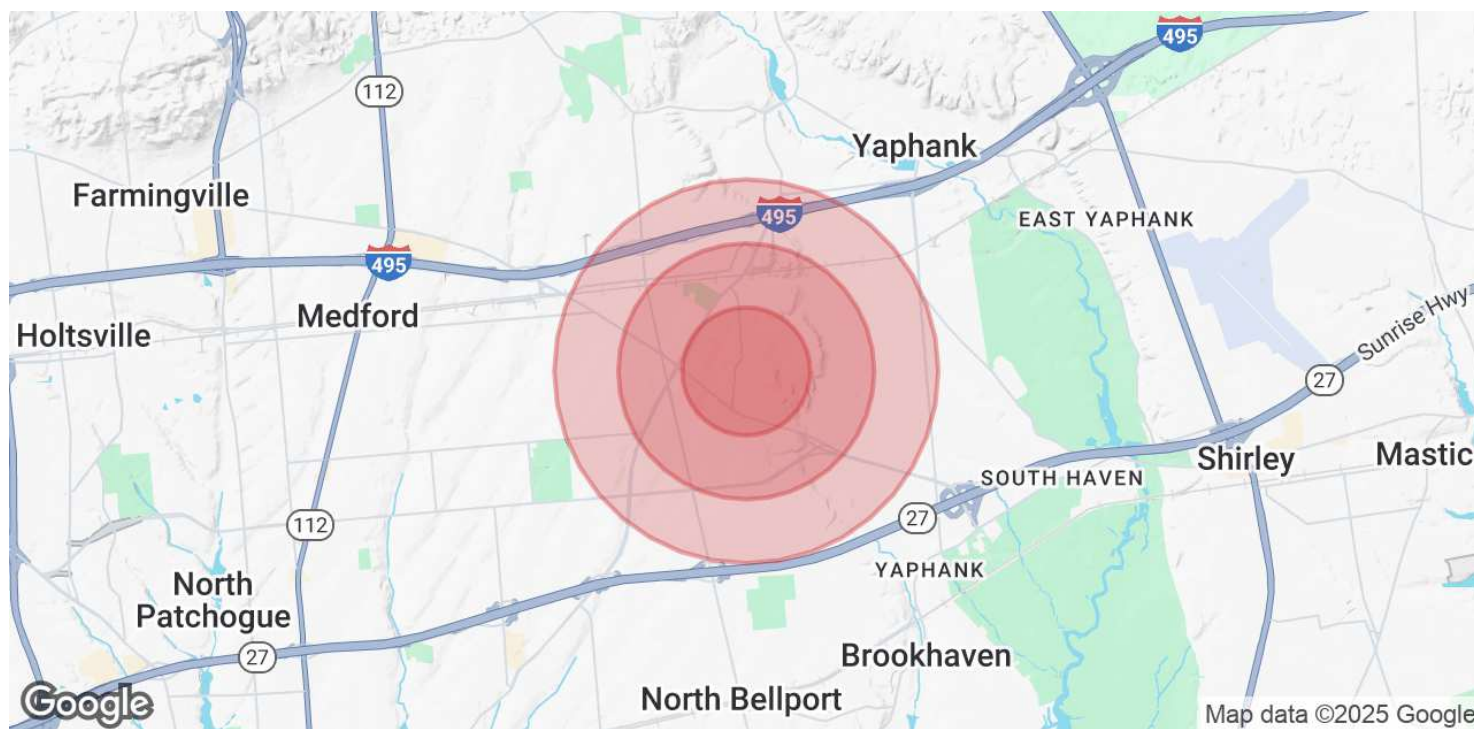 495
112
Yaphank
Farmingville
495
EAST YAPHANK
495
Medford
Holtsville
Sunrise Hwy
27
Shirley
Mastic
SOUTH HAVEN
112
27
YAPHANK
North
Patchogue
27
Brookhaven
North Bellport
Google
Map data ©2025 Google